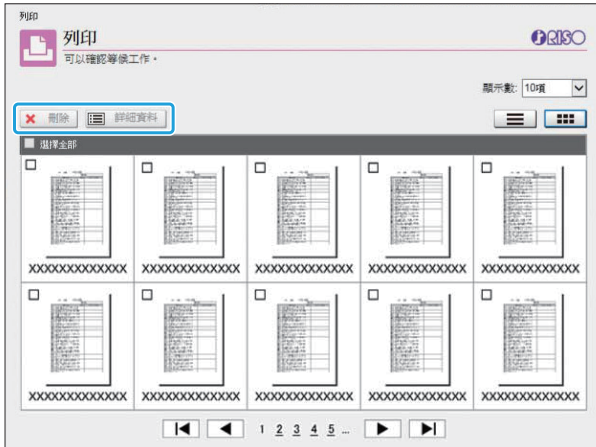 列印
列印
RISO
可以確認等候工作。
顯示數: 10項
刪除 詳細資料
選擇全部
XXXXXXXXXXXXX XXXXXXXXXXXXX XXXXXXXXXXXXX XXXXXXXXXXXXX XXXXXXXXXXXXX
XXXXXXXXXXXXX XXXXXXXXXXXXX XXXXXXXXXXXXX XXXXXXXXXXXXX XXXXXXXXXXXXX
1 2 3 4 5 ...